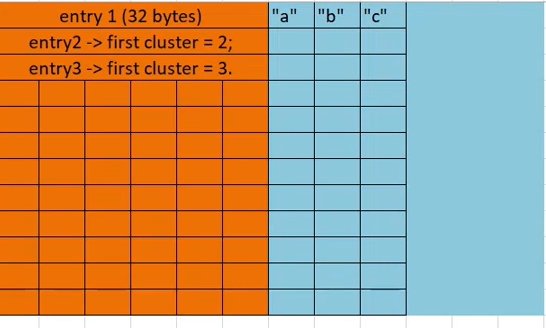 entry 1 (32 bytes) "a" "b" "c"
entry2 -> first cluster = 2;
entry3 -> first cluster = 3.